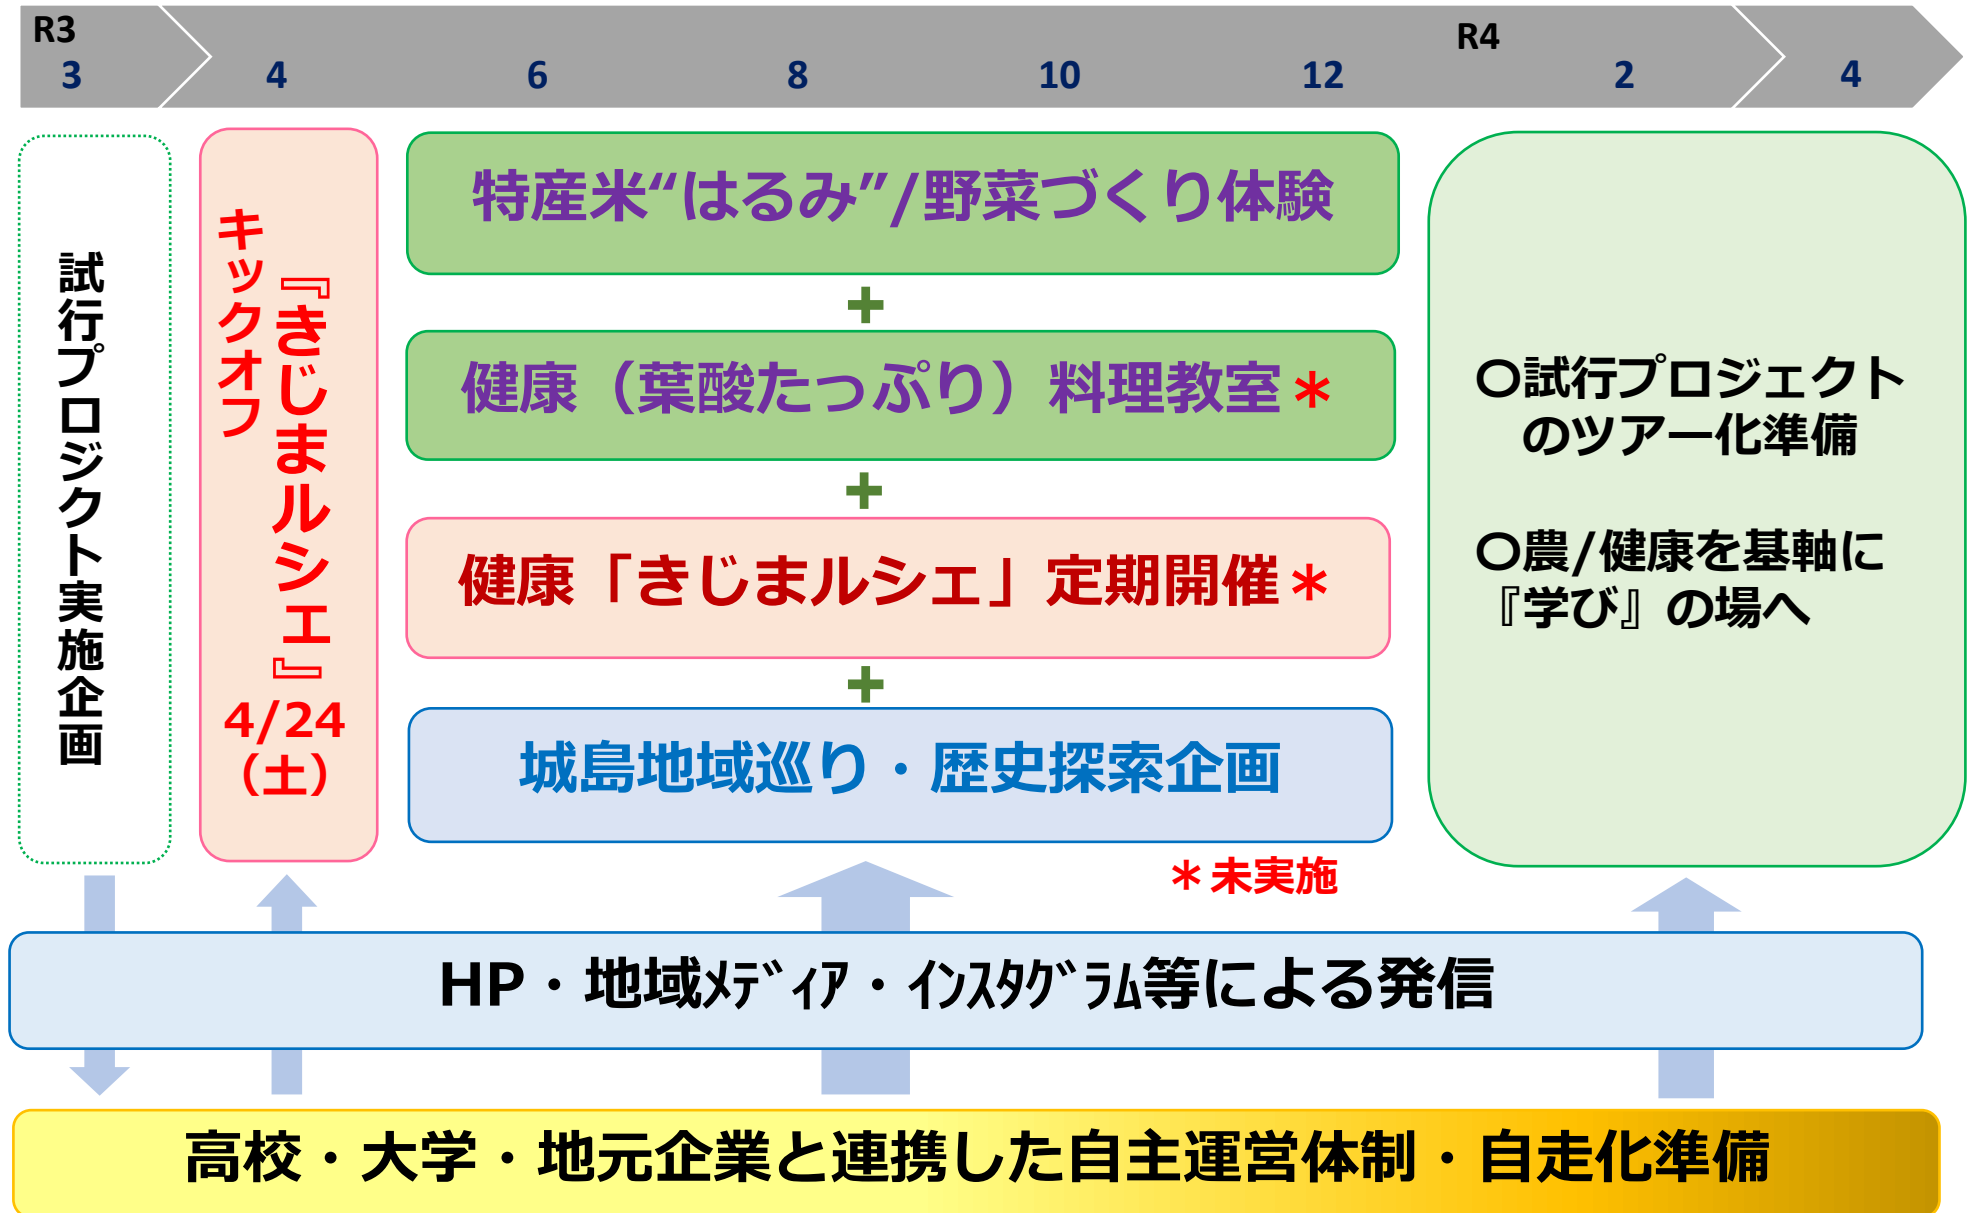 R3
R4
3
4
6
8
10
12
2
4
試行プロジクト実施企画
『きじまルシェ』
キックオフ
4/24
（土）
特産米“はるみ”/野菜づくり体験
+
健康（葉酸たっぷり）料理教室＊
+
健康「きじまルシェ」定期開催＊
+
城島地域巡り・歴史探索企画
＊未実施
〇試行プロジェクト
のツアー化準備
〇農/健康を基軸に
『学び』の場へ
HP・地域ﾒﾃﾞｨｱ・ｲﾝｽﾀｸﾞﾗﾑ等による発信
高校・大学・地元企業と連携した自主運営体制・自走化準備